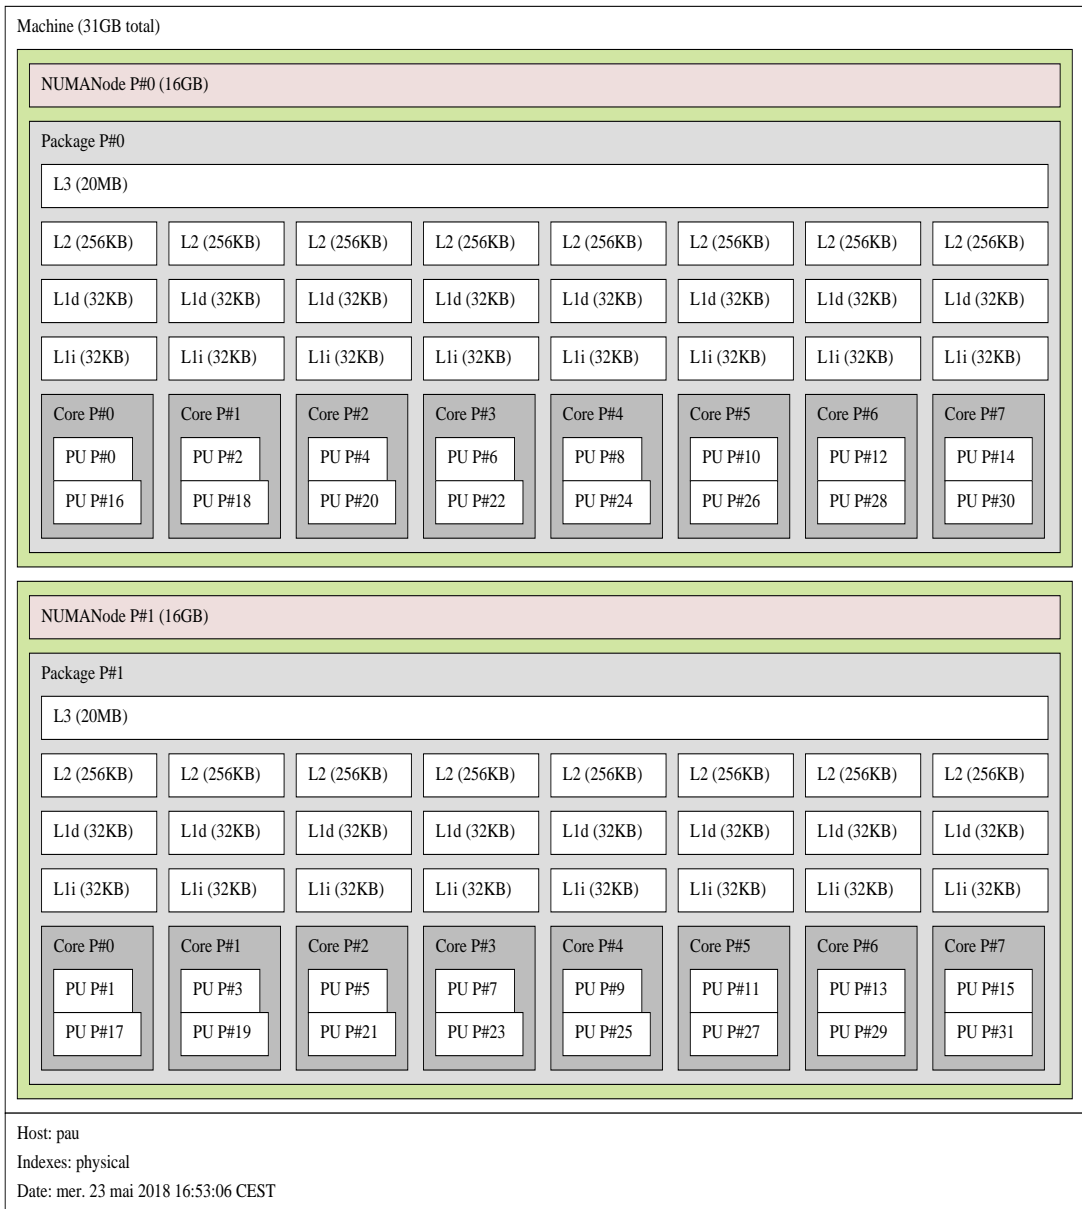 Machine (31GB total)
NUMANode P#0 (16GB)
Package P#0
L3 (20MB)
L2 (256KB) L2 (256KB) L2 (256KB) L2 (256KB) L2 (256KB) L2 (256KB) L2 (256KB) L2 (256KB)
L1d (32KB) L1d (32KB) L1d (32KB) L1d (32KB) L1d (32KB) L1d (32KB) L1d (32KB) L1d (32KB)
L1i (32KB) L1i (32KB) L1i (32KB) L1i (32KB) L1i (32KB) L1i (32KB) L1i (32KB) L1i (32KB)
Core P#0 Core P#1 Core P#2 Core P#3 Core P#4 Core P#5 Core P#6 Core P#7
PU P#0 PU P#2 PU P#4 PU P#6 PU P#8 PU P#10 PU P#12 PU P#14
PU P#16 PU P#18 PU P#20 PU P#22 PU P#24 PU P#26 PU P#28 PU P#30
NUMANode P#1 (16GB)
Package P#1
L3 (20MB)
L2 (256KB) L2 (256KB) L2 (256KB) L2 (256KB) L2 (256KB) L2 (256KB) L2 (256KB) L2 (256KB)
L1d (32KB) L1d (32KB) L1d (32KB) L1d (32KB) L1d (32KB) L1d (32KB) L1d (32KB) L1d (32KB)
L1i (32KB) L1i (32KB) L1i (32KB) L1i (32KB) L1i (32KB) L1i (32KB) L1i (32KB) L1i (32KB)
Core P#0 Core P#1 Core P#2 Core P#3 Core P#4 Core P#5 Core P#6 Core P#7
PU P#1 PU P#3 PU P#5 PU P#7 PU P#9 PU P#11 PU P#13 PU P#15
PU P#17 PU P#19 PU P#21 PU P#23 PU P#25 PU P#27 PU P#29 PU P#31
Host: pau
Indexes: physical
Date: mer. 23 mai 2018 16:53:06 CEST